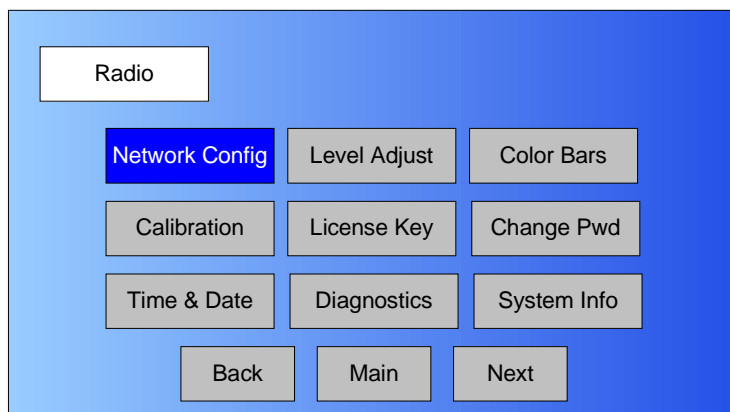 Radio
Network Config Level Adjust Color Bars
Calibration License Key Change Pwd
Time & Date Diagnostics System Info
Back Main Next